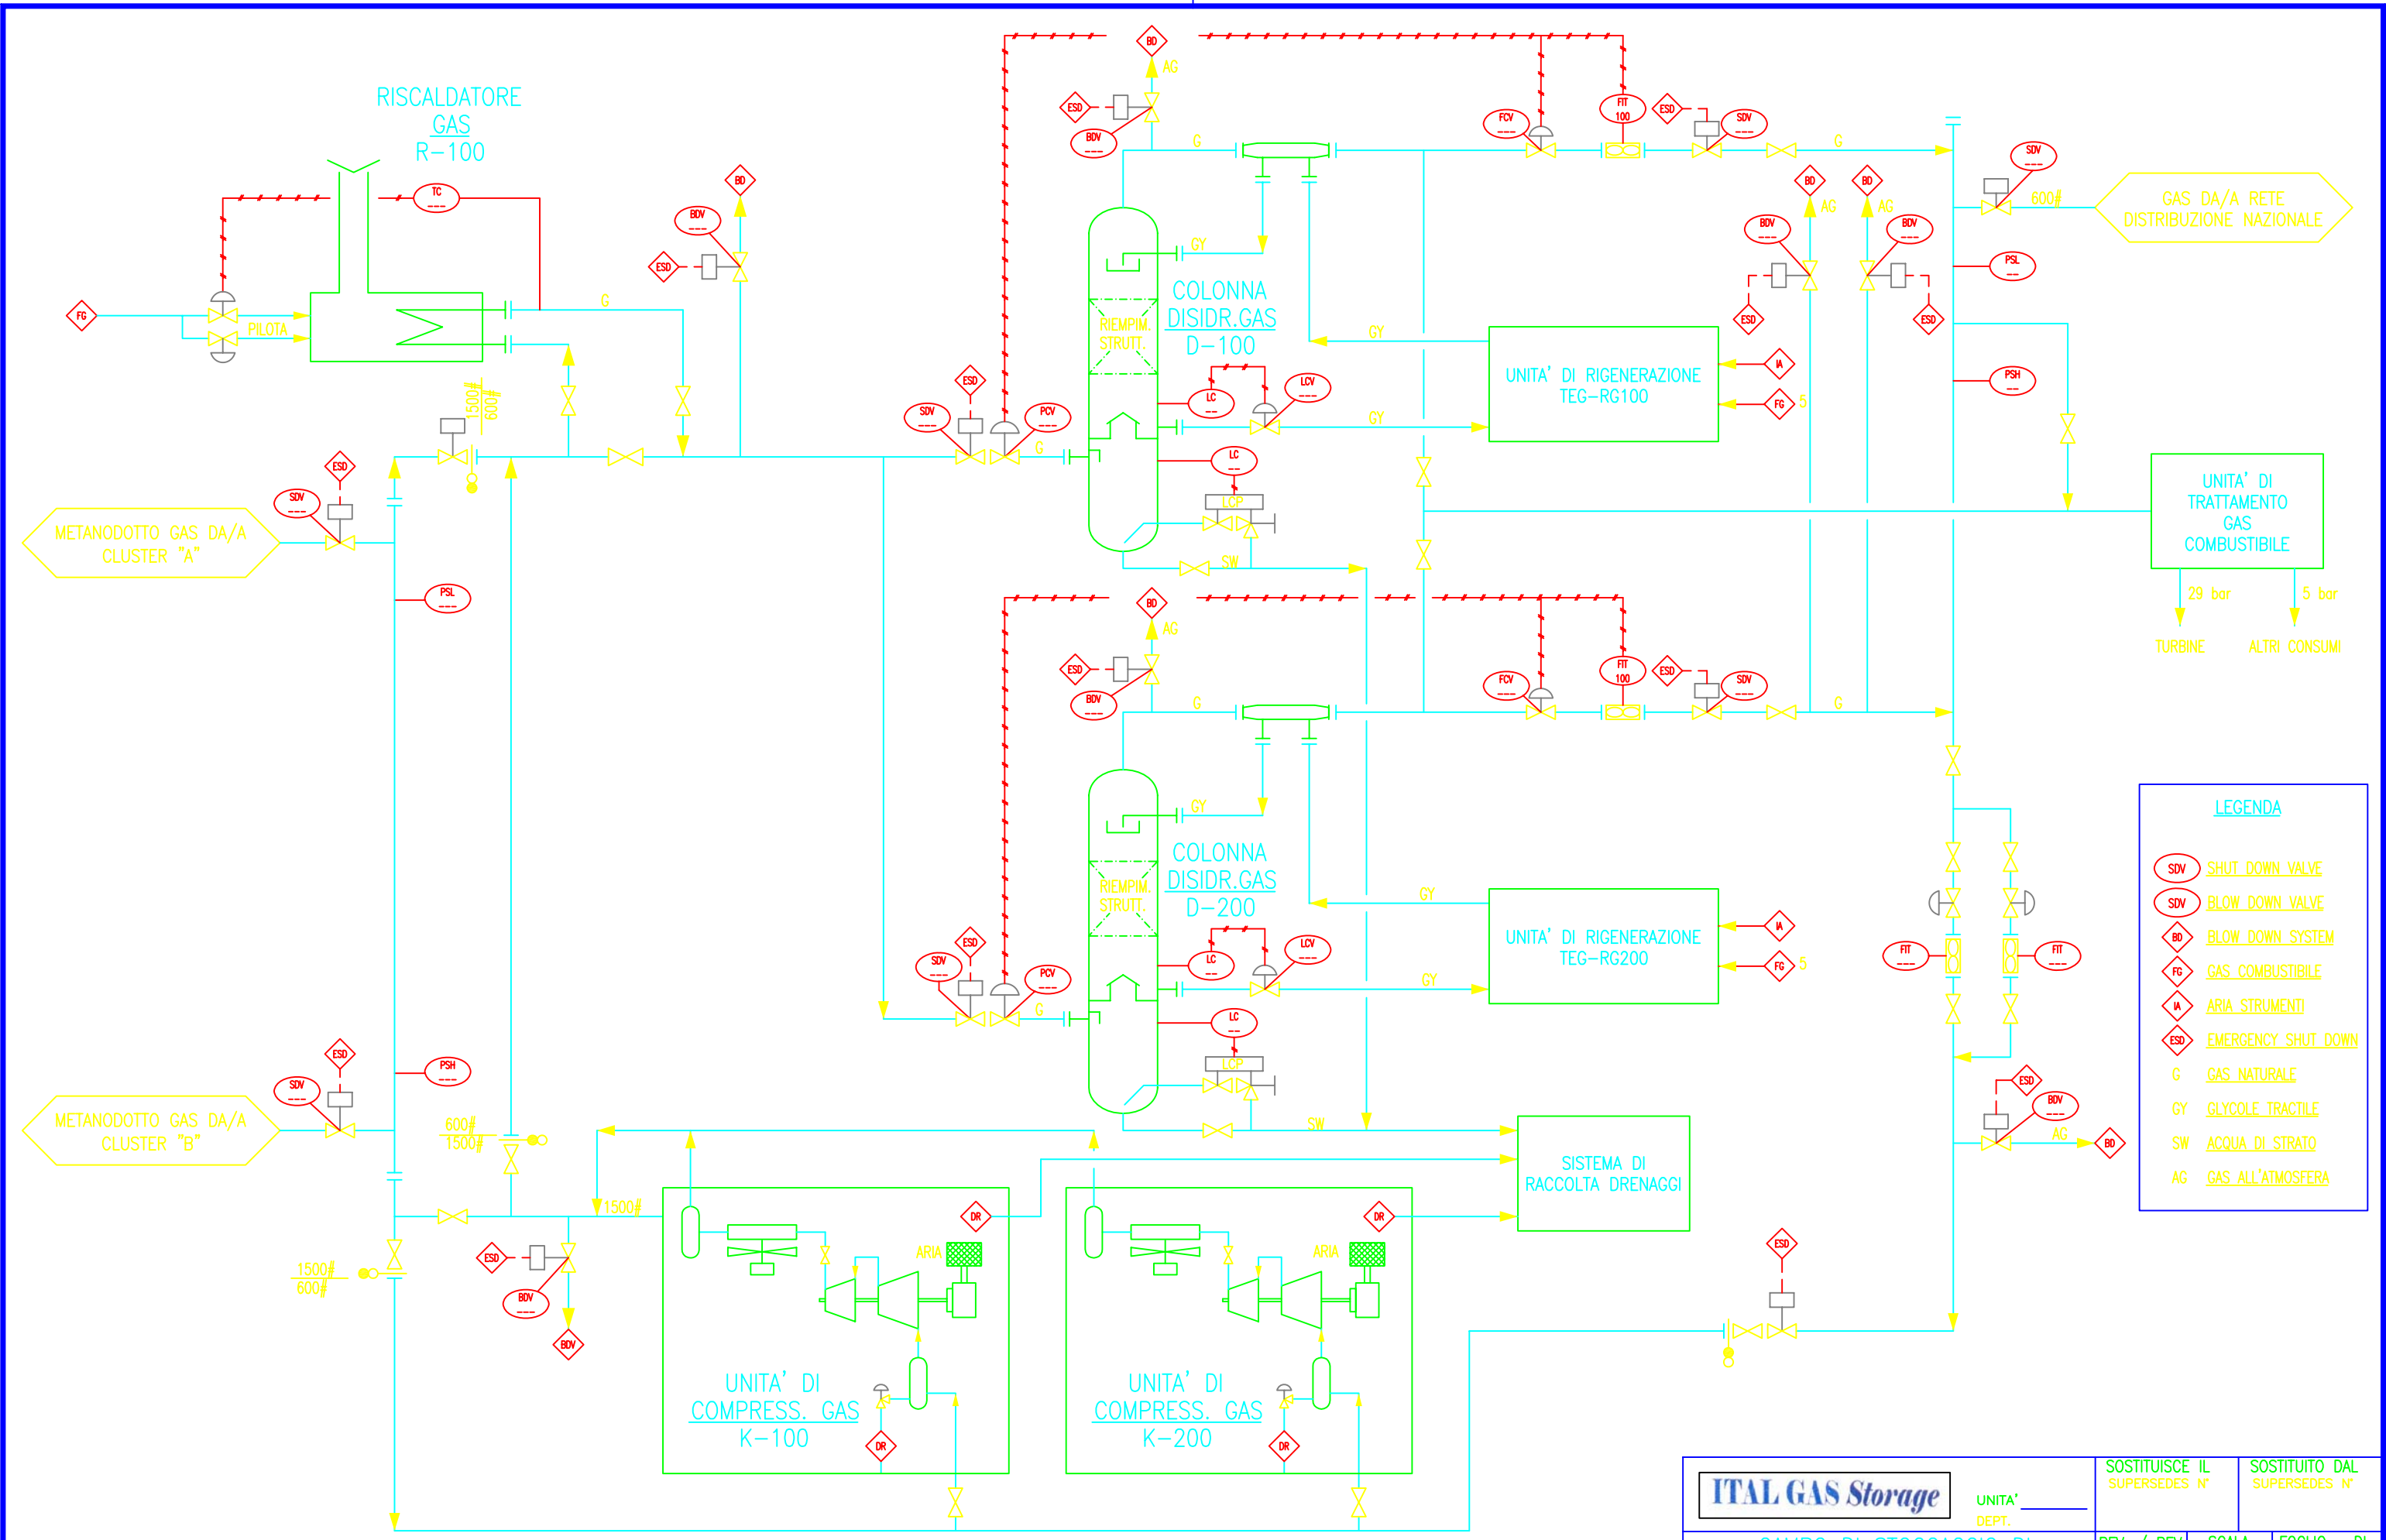 RISCALDATORE
GAS
R-100
TC
---
FG
PILOTA
G
1500#
600#
BD
BDV
---
ESD
BD
AG
ESD
BDV
---
G
GY
COLONNA
DISIDR.GAS
D-100
RIEMPIM.
STRUTT.
ESD
SDV
---
PCV
---
G
LC
--
LCV
---
GY
GY
LC
--
LCP
SW
FCV
---
FIT
100
ESD
SDV
---
G
UNITA' DI RIGENERAZIONE
TEG-RG100
IA
FG
5
BD
AG
BDV
---
ESD
BD
AG
BDV
---
ESD
SDV
---
600#
GAS DA/A RETE
DISTRIBUZIONE NAZIONALE
PSL
--
PSH
--
UNITA' DI
TRATTAMENTO
GAS
COMBUSTIBILE
29 bar
5 bar
TURBINE
ALTRI CONSUMI
METANODOTTO GAS DA/A
CLUSTER "A"
SDV
---
ESD
PSL
---
BD
AG
ESD
BDV
---
G
GY
COLONNA
DISIDR.GAS
D-200
RIEMPIM.
STRUTT.
ESD
SDV
---
PCV
---
G
LC
--
LCV
---
GY
GY
LC
--
LCP
SW
FCV
---
FIT
100
ESD
SDV
---
G
UNITA' DI RIGENERAZIONE
TEG-RG200
IA
FG
5
FIT
---
FIT
---
ESD
BDV
---
AG
BD
LEGENDA
SDV SHUT DOWN VALVE
SDV BLOW DOWN VALVE
BD BLOW DOWN SYSTEM
FG GAS COMBUSTIBILE
IA ARIA STRUMENTI
ESD EMERGENCY SHUT DOWN
G GAS NATURALE
GY GLYCOLE TRACTILE
SW ACQUA DI STRATO
AG GAS ALL'ATMOSFERA
METANODOTTO GAS DA/A
CLUSTER "B"
SDV
---
ESD
PSH
---
600#
1500#
1500#
1500#
600#
ESD
BDV
---
BDV
DR
ARIA
UNITA' DI
COMPRESS. GAS
K-100
DR
DR
ARIA
UNITA' DI
COMPRESS. GAS
K-200
DR
SISTEMA DI
RACCOLTA DRENAGGI
ESD
ITAL GAS Storage
UNITA'
DEPT.
SOSTITUISCE IL
SUPERSEDES N°
SOSTITUITO DAL
SUPERSEDES N°